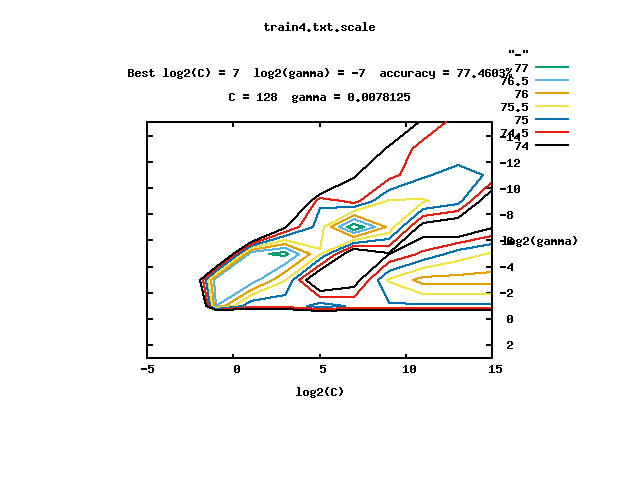 train4.txt.scale
"-"
Best log2(C) = 7  log2(gamma) = -7  accuracy = 77.4603%
77
76.5
C = 128  gamma = 0.0078125
76
75.5
75
74.5
-14
74
-12
-10
-8
-6
log2(gamma)
-4
-2
0
2
-5 0 5 10 15
log2(C)